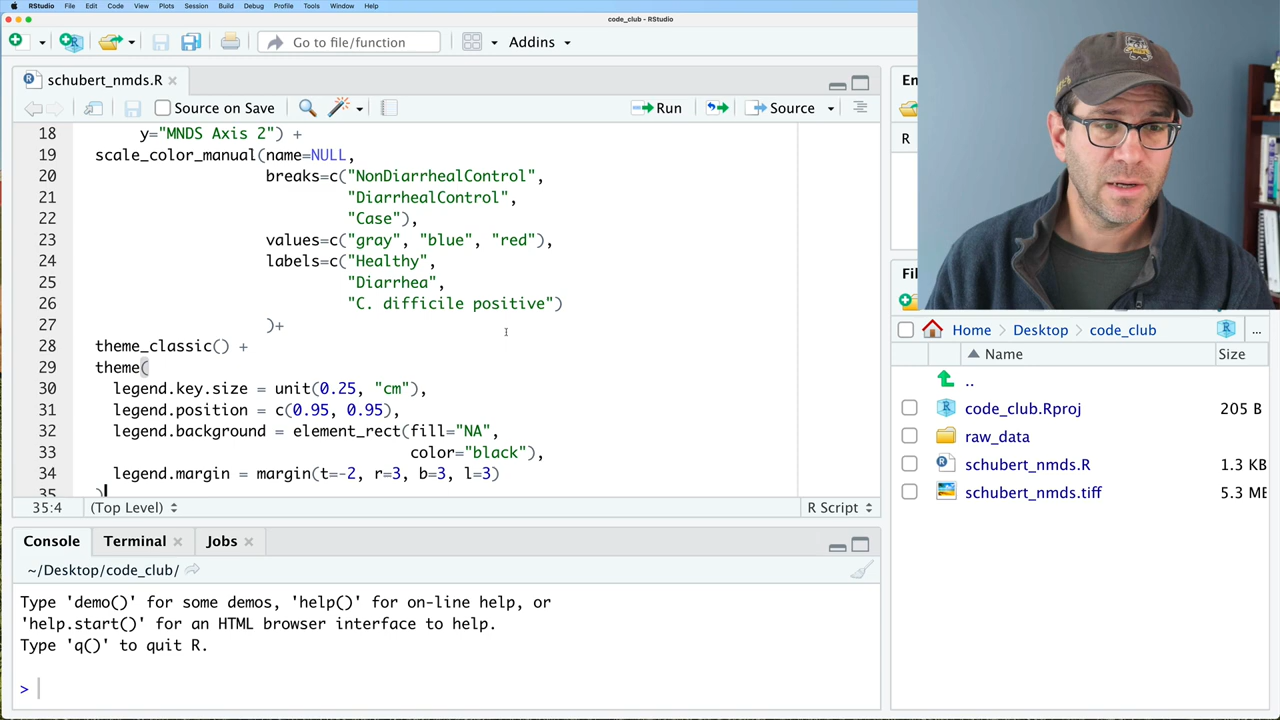 RStudio File Edit Code View Plots Session Build Debug Profile Tools Window Help
code_club - RStudio
Go to file/function
Addins
schubert_nmds.R
Source on Save
Run
Source
18 y="MNDS Axis 2") +
19 scale_color_manual(name=NULL,
20 breaks=c("NonDiarrhealControl",
21 "DiarrhealControl",
22 "Case"),
23 values=c("gray", "blue", "red"),
24 labels=c("Healthy",
25 "Diarrhea",
26 "C. difficile positive")
27 )+
28 theme_classic() +
29 theme(
30 legend.key.size = unit(0.25, "cm"),
31 legend.position = c(0.95, 0.95),
32 legend.background = element_rect(fill="NA",
33 color="black"),
34 legend.margin = margin(t=-2, r=3, b=3, l=3)
35 )
35:4 (Top Level) R Script
Console Terminal Jobs
~/Desktop/code_club/
Type 'demo()' for some demos, 'help()' for on-line help, or
'help.start()' for an HTML browser interface to help.
Type 'q()' to quit R.
>
En
R
Fil
Home Desktop code_club ...
Name Size
..
code_club.Rproj 205 B
raw_data
schubert_nmds.R 1.3 KB
schubert_nmds.tiff 5.3 MB